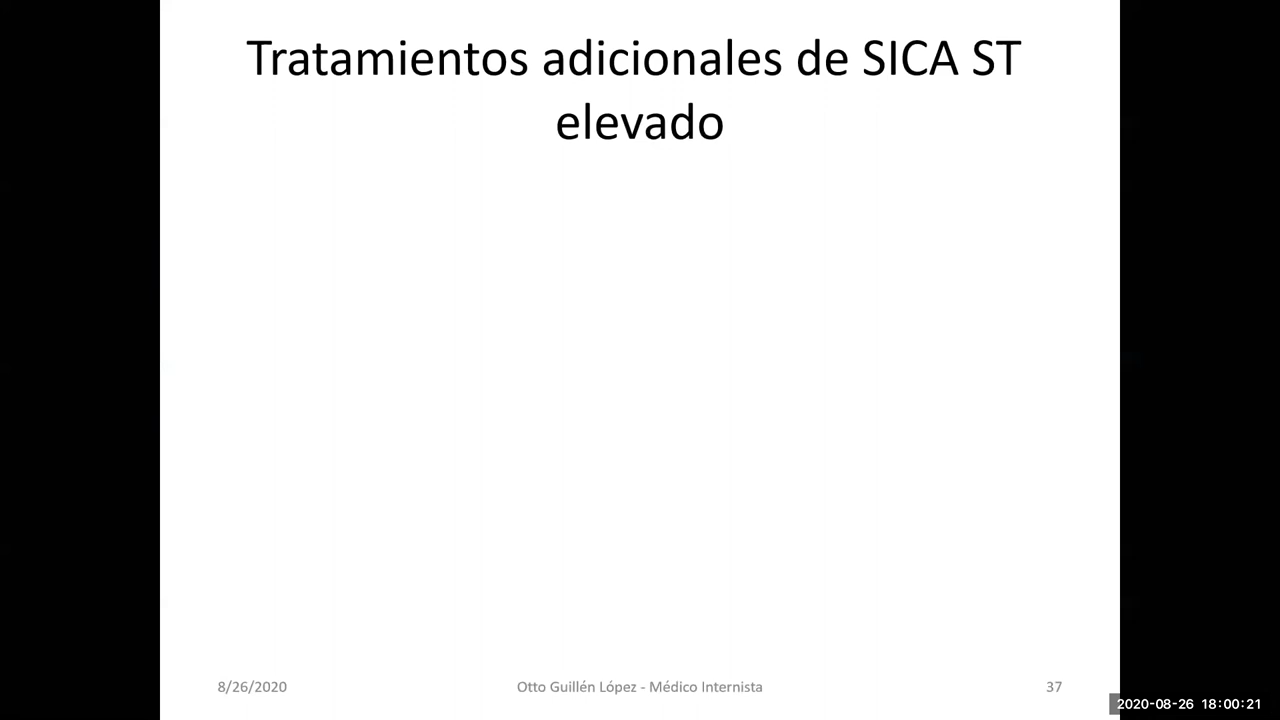 Tratamientos adicionales de SICA ST
elevado
8/26/2020
Otto Guillén López - Médico Internista
37
2020-08-26 18:00:21